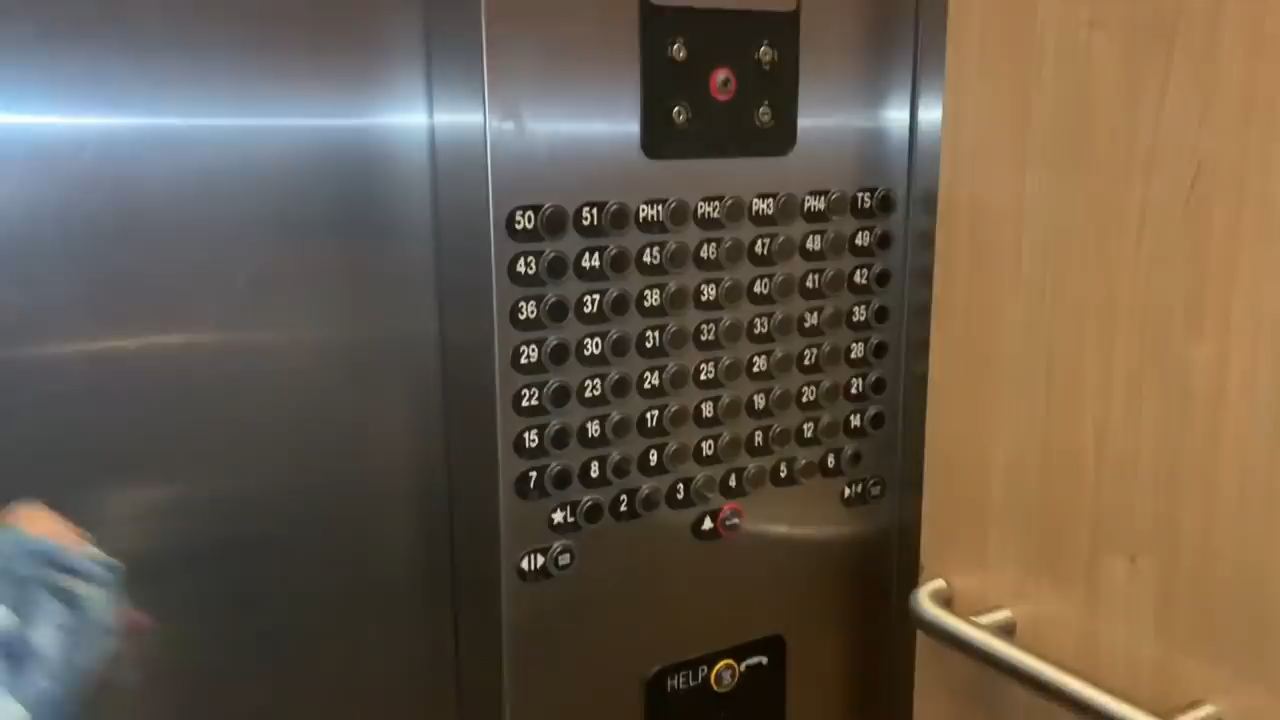 50 51 PH1 PH2 PH3 PH4 TS
43 44 45 46 47 48 49
36 37 38 39 40 41 42
29 30 31 32 33 34 35
22 23 24 25 26 27 28
15 16 17 18 19 20 21
7 8 9 10 R 12 14
★L 2 3 4 5 6
HELP